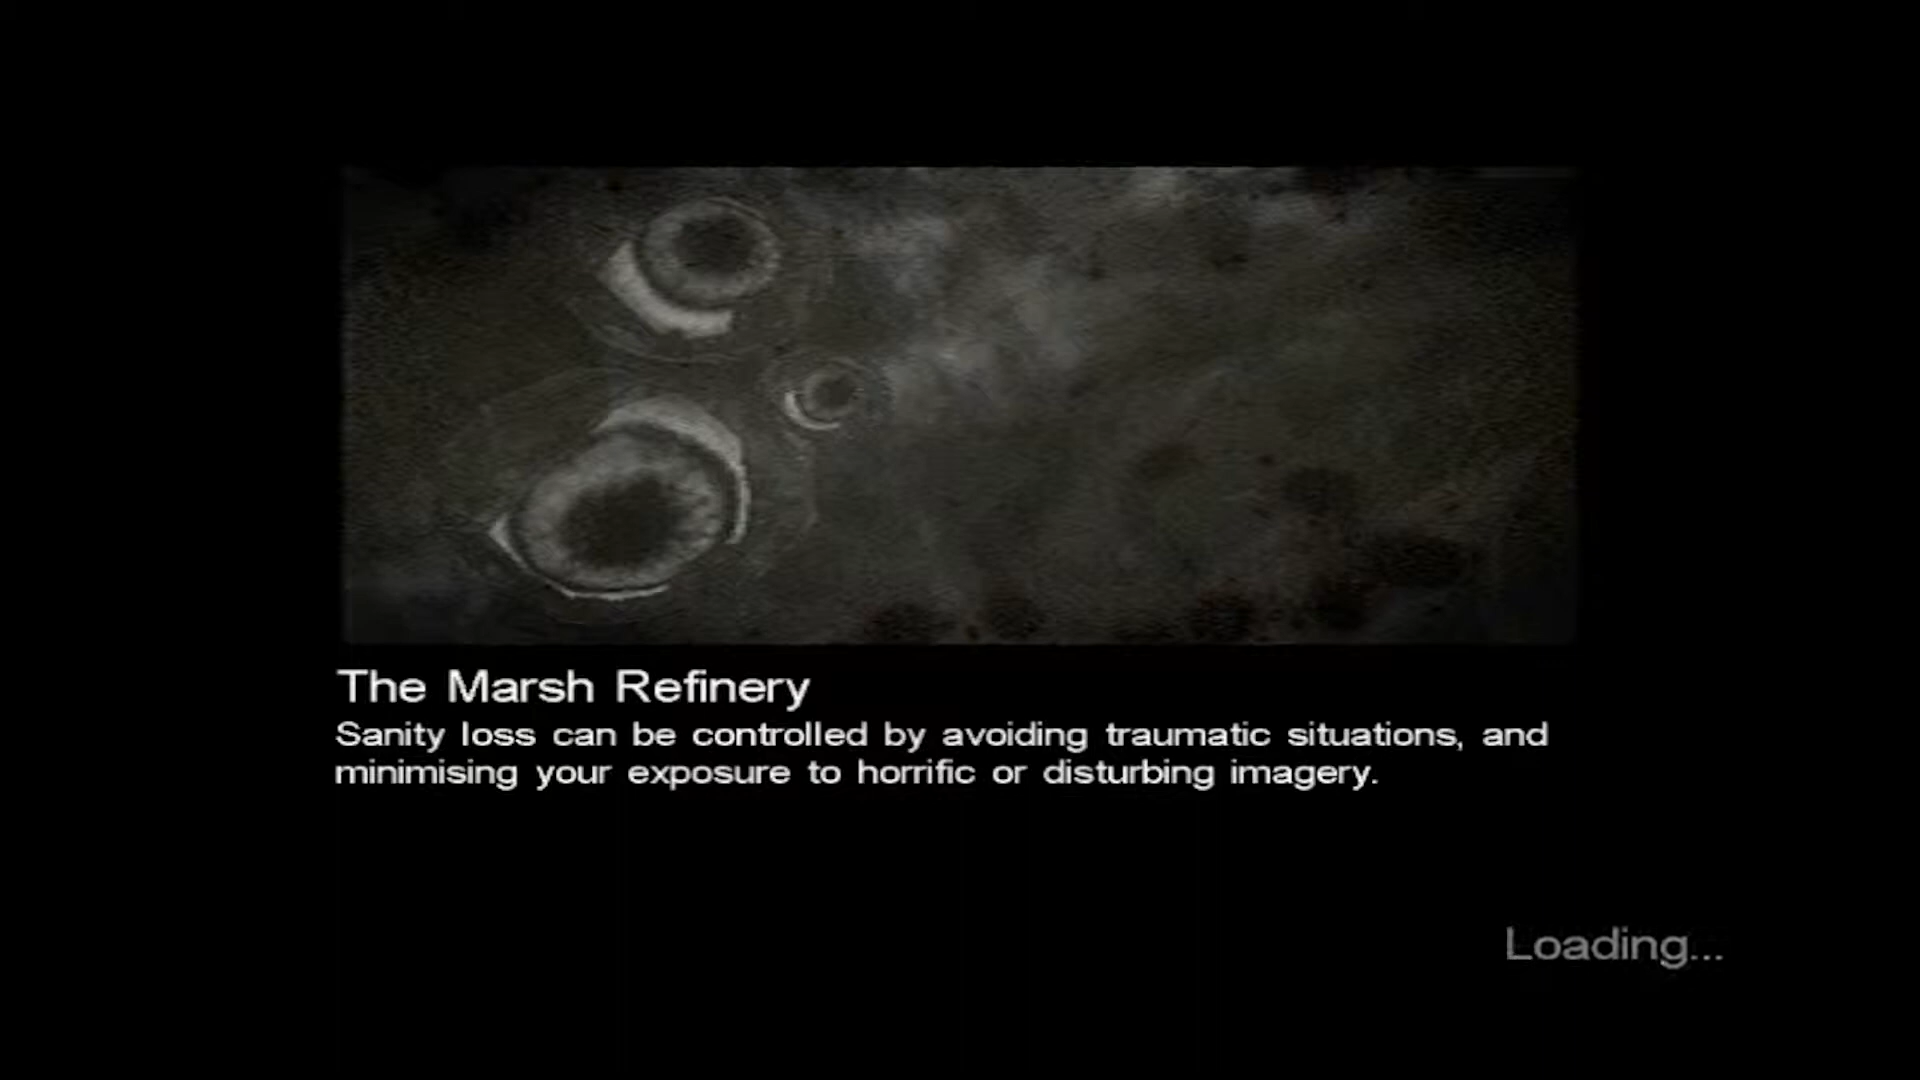 The Marsh Refinery
Sanity loss can be controlled by avoiding traumatic situations, and
minimising your exposure to horrific or disturbing imagery.
Loading...